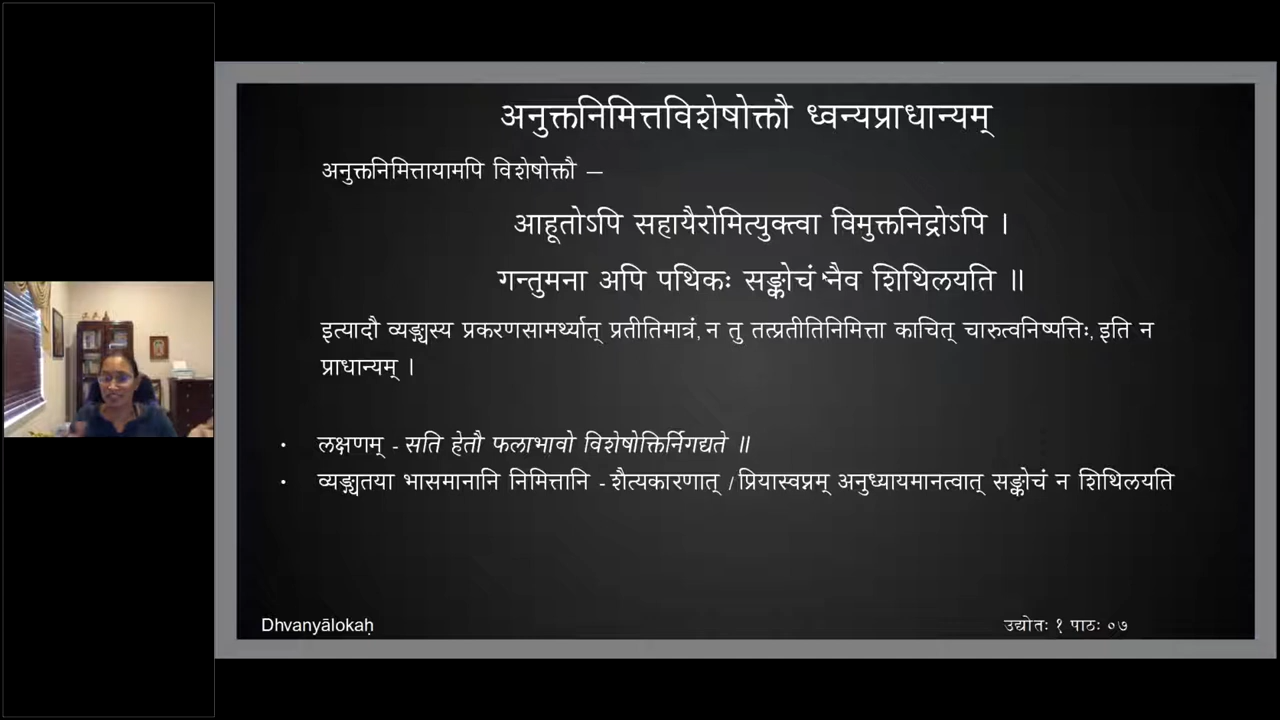 अनुक्तनिमित्तविशेषोक्तौ ध्वन्यप्राधान्यम्
अनुक्तनिमित्तायामपि विशेषोक्तौ –
आहूतोऽपि सहायैरोमित्युक्त्वा विमुक्तनिद्रोऽपि ।
गन्तुमना अपि पथिकः सङ्कोचं नैव शिथिलयति ॥
इत्यादौ व्यङ्ग्यस्य प्रकरणसामर्थ्यात् प्रतीतिमात्रं, न तु तत्प्रतीतिनिमित्ता काचित् चारुत्वनिष्पत्तिः, इति न
प्राधान्यम् ।
• लक्षणम् - सति हेतौ फलाभावो विशेषोक्तिर्निगद्यते ॥
• व्यङ्ग्यतया भासमानानि निमित्तानि - शैत्यकारणात् / प्रियास्वप्नम् अनुध्यायमानत्वात् सङ्कोचं न शिथिलयति
Dhvanyālokaḥ
उद्योतः १ पाठः ०७